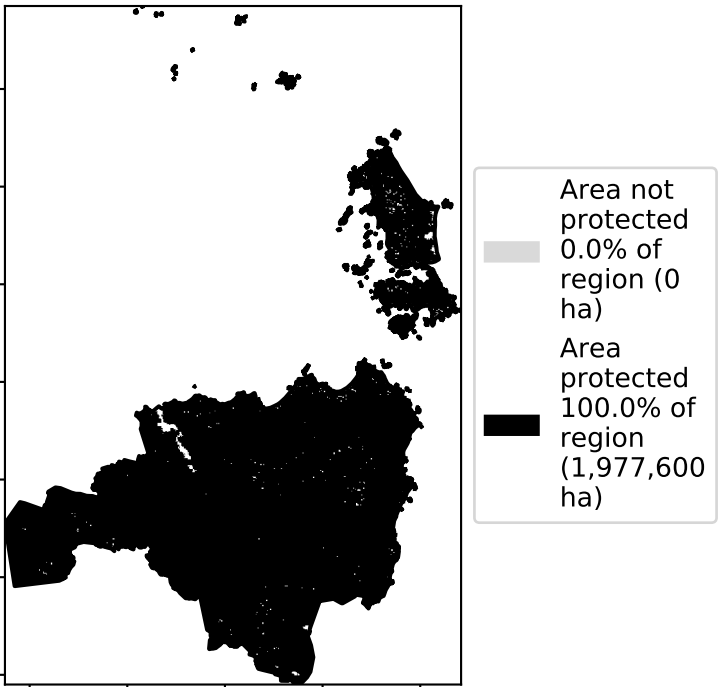 Area not
protected
0.0% of
region (0
ha)
Area
protected
100.0% of
region
(1,977,600
ha)